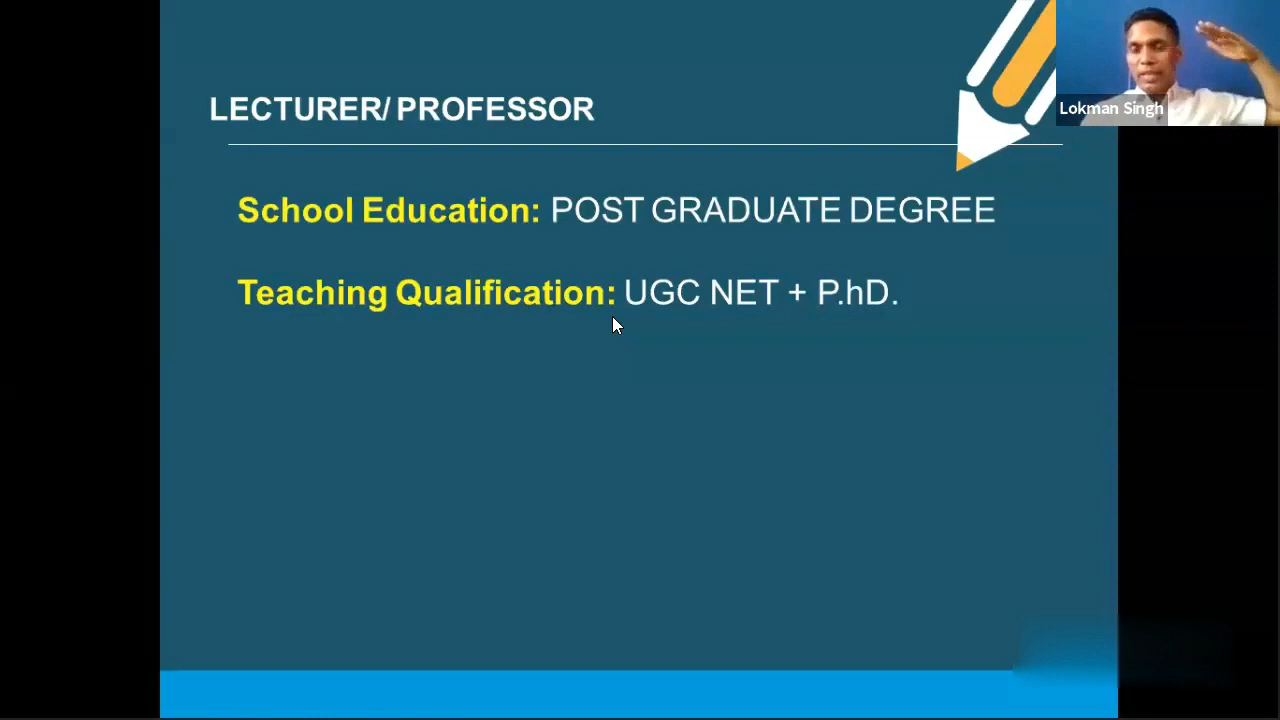 LECTURER/ PROFESSOR
Lokman Singh
School Education: POST GRADUATE DEGREE
Teaching Qualification: UGC NET + P.hD.